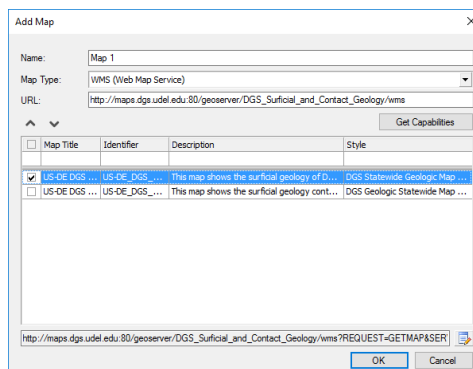 Add Map
Name: Map 1
Map Type: WMS (Web Map Service)
URL: http://maps.dgs.udel.edu:80/geoserver/DGS_Surficial_and_Contact_Geology/wms
Get Capabilities
Map Title Identifier Description Style
US-DE DGS ... US-DE_DGS_... This map shows the surficial geology of D... DGS Statewide Geologic Map ...
US-DE DGS ... US-DE_DGS_... This map shows the surficial geology cont... DGS Geologic Statewide Map ...
http://maps.dgs.udel.edu:80/geoserver/DGS_Surficial_and_Contact_Geology/wms?REQUEST=GETMAP&SER
OK Cancel